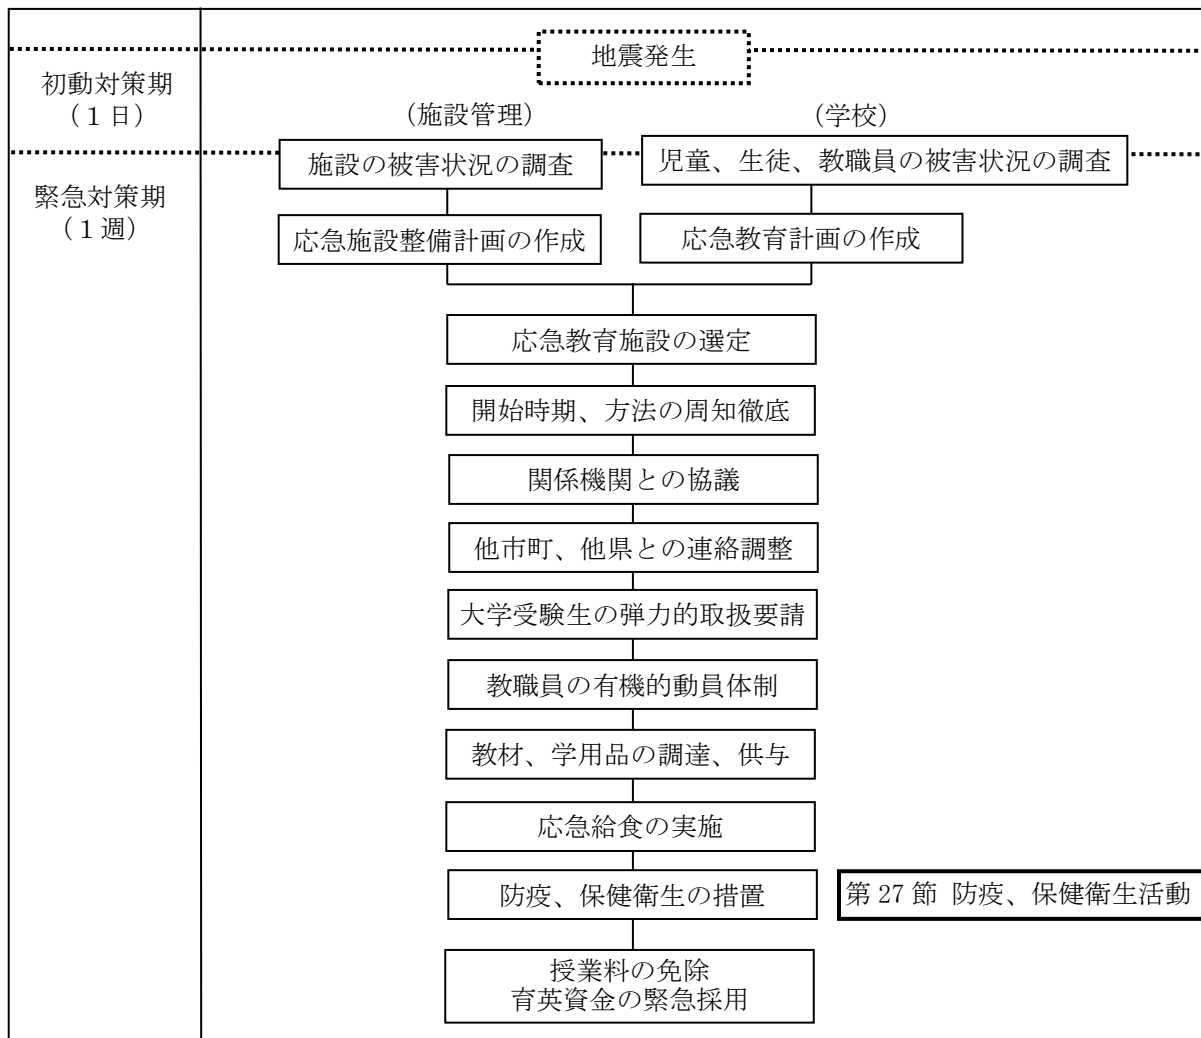 地震発生
初動対策期
（１日）
（施設管理）
（学校）
施設の被害状況の調査
児童、生徒、教職員の被害状況の調査
緊急対策期
（１週）
応急施設整備計画の作成
応急教育計画の作成
応急教育施設の選定
開始時期、方法の周知徹底
関係機関との協議
他市町、他県との連絡調整
大学受験生の弾力的取扱要請
教職員の有機的動員体制
教材、学用品の調達、供与
応急給食の実施
防疫、保健衛生の措置
第 27 節 防疫、保健衛生活動
授業料の免除
育英資金の緊急採用